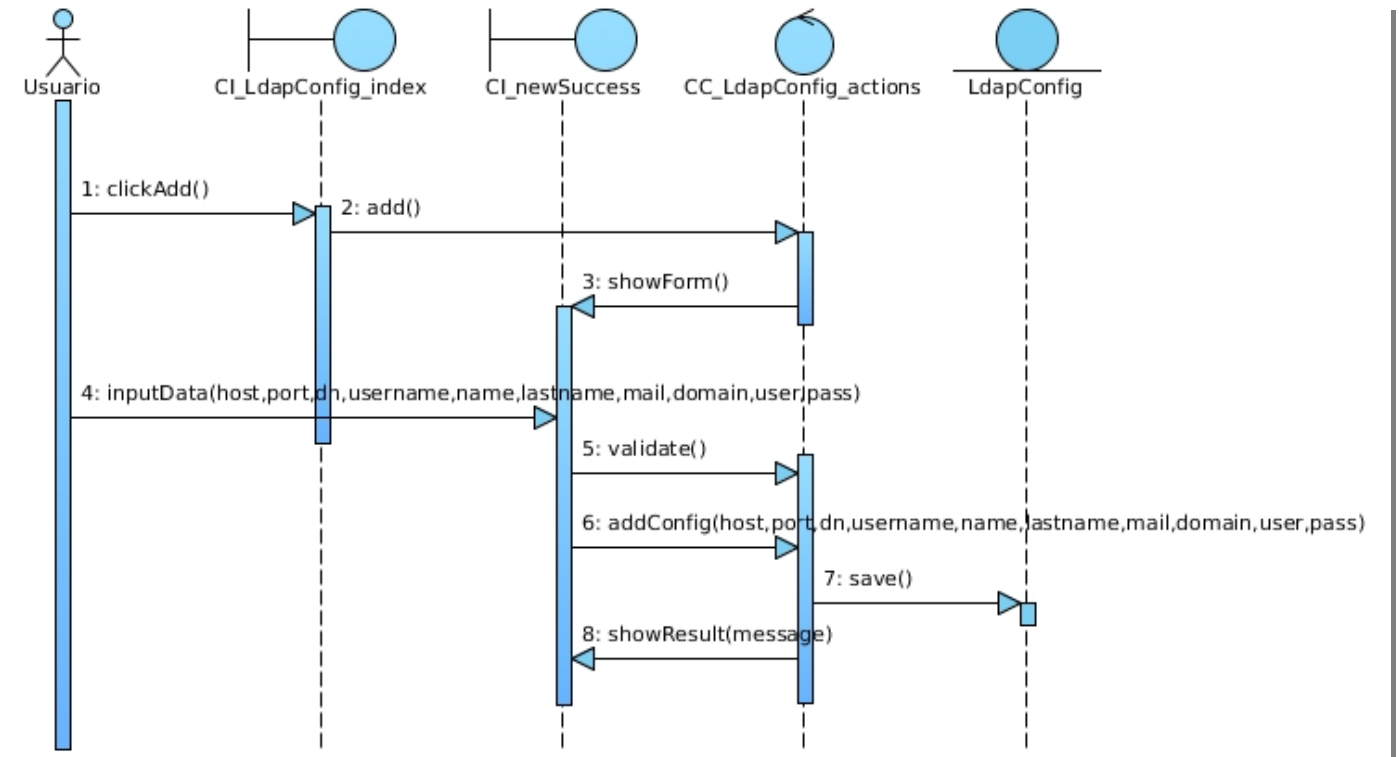 Usuario
CI_LdapConfig_index
CI_newSuccess
CC_LdapConfig_actions
LdapConfig
1: clickAdd()
2: add()
3: showForm()
4: inputData(host,port,dn,username,name,lastname,mail,domain,user,pass)
5: validate()
6: addConfig(host,port,dn,username,name,lastname,mail,domain,user,pass)
7: save()
8: showResult(message)